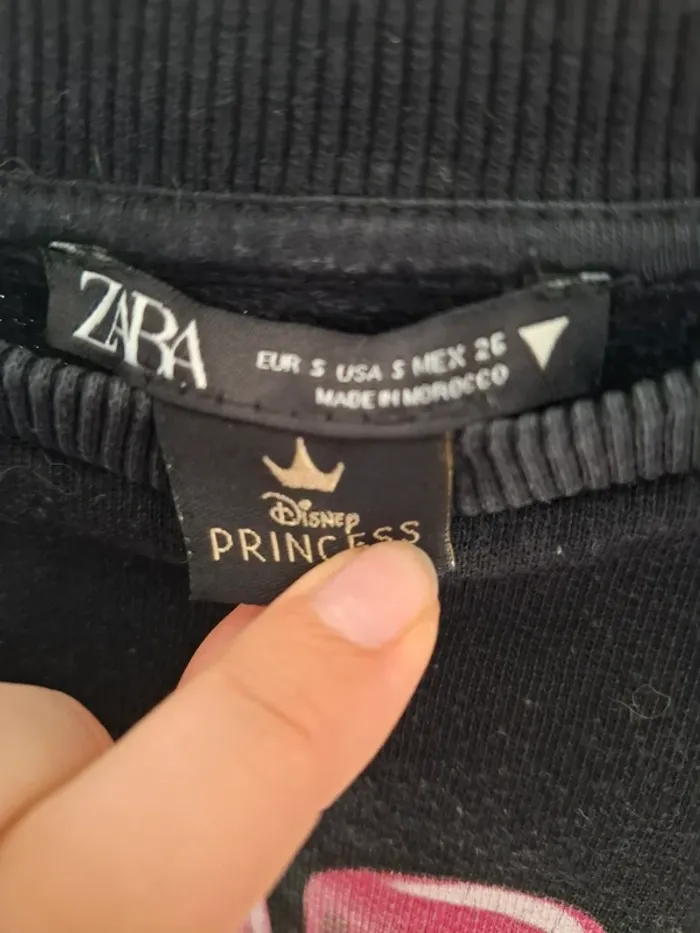 ZARA
EUR S USA S MEX 26
MADE IN MOROCCO
Disney
PRINCESS